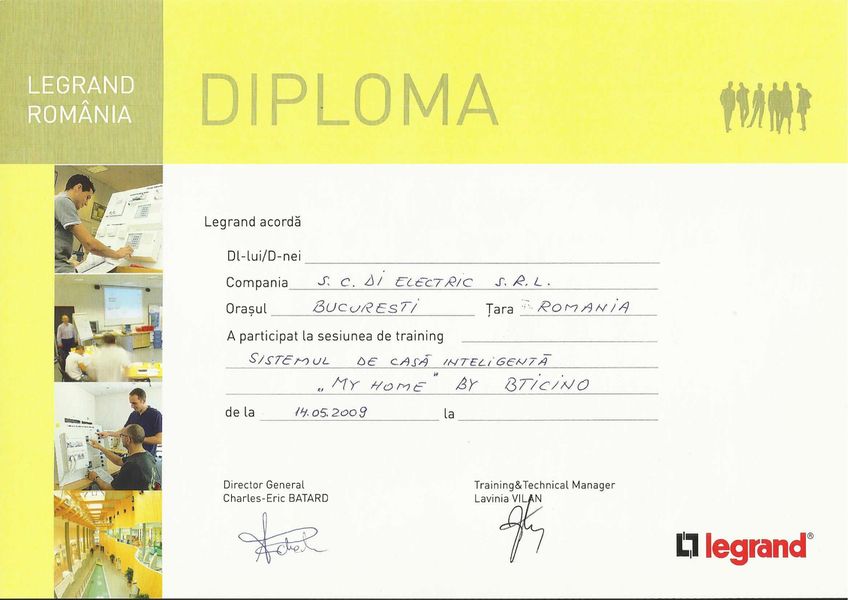 LEGRAND
ROMÂNIA
DIPLOMA
Legrand acordă
Dl-lui/D-nei
Compania S. C. Di ELECTRIC S.R.L.
Oraşul BUCUREȘTI Ţara ROMANIA
A participat la sesiunea de training
SISTEMUL DE CASĂ INTELIGENTĂ
„MY HOME" BY BTICINO
de la 14.05.2009 la
Director General
Charles-Eric BATARD
Training&Technical Manager
Lavinia VILAN
legrand®